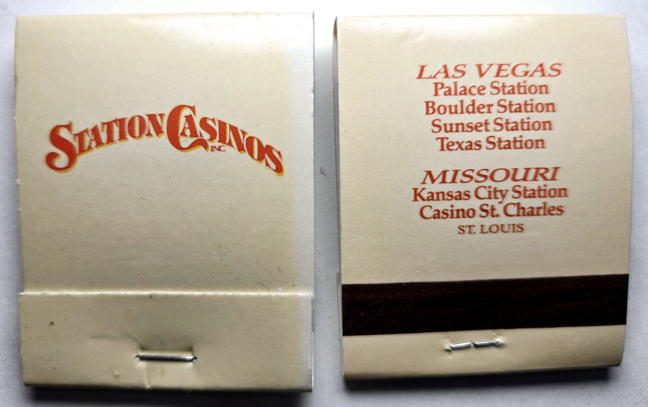 STATION CASINOS
INC
LAS VEGAS
Palace Station
Boulder Station
Sunset Station
Texas Station
MISSOURI
Kansas City Station
Casino St. Charles
ST. LOUIS